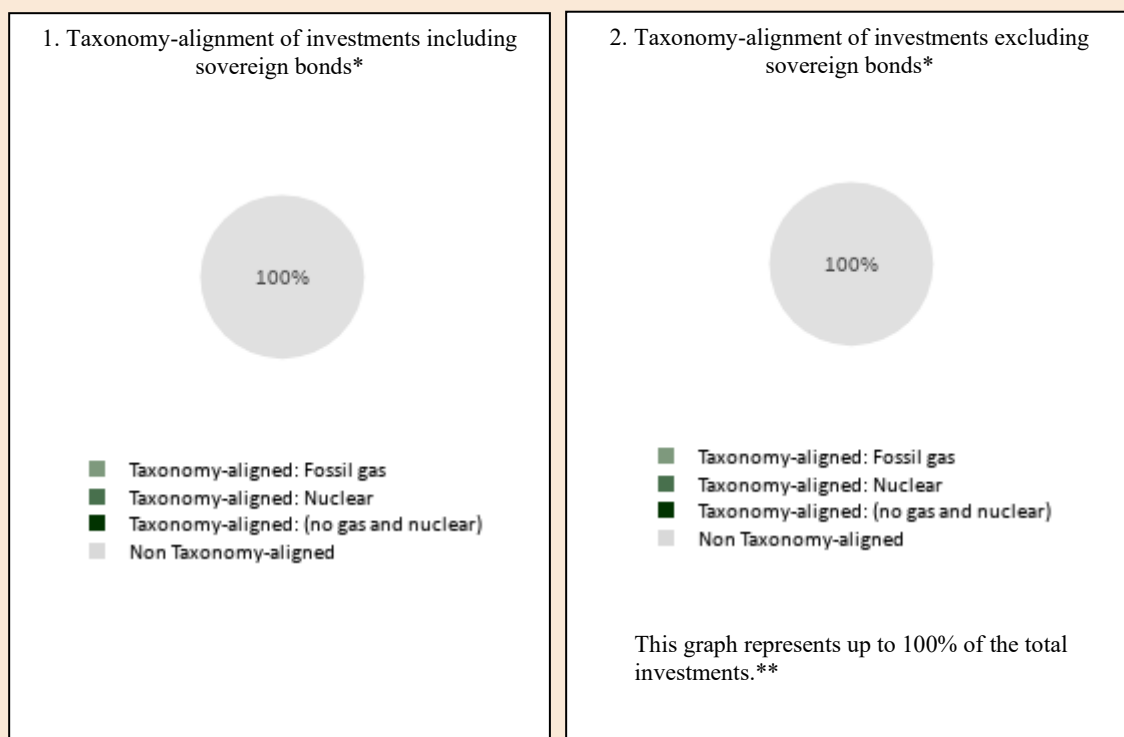 1. Taxonomy-alignment of investments including
sovereign bonds*
100%
Taxonomy-aligned: Fossil gas
Taxonomy-aligned: Nuclear
Taxonomy-aligned: (no gas and nuclear)
Non Taxonomy-aligned
2. Taxonomy-alignment of investments excluding
sovereign bonds*
100%
Taxonomy-aligned: Fossil gas
Taxonomy-aligned: Nuclear
Taxonomy-aligned: (no gas and nuclear)
Non Taxonomy-aligned
This graph represents up to 100% of the total
investments.**